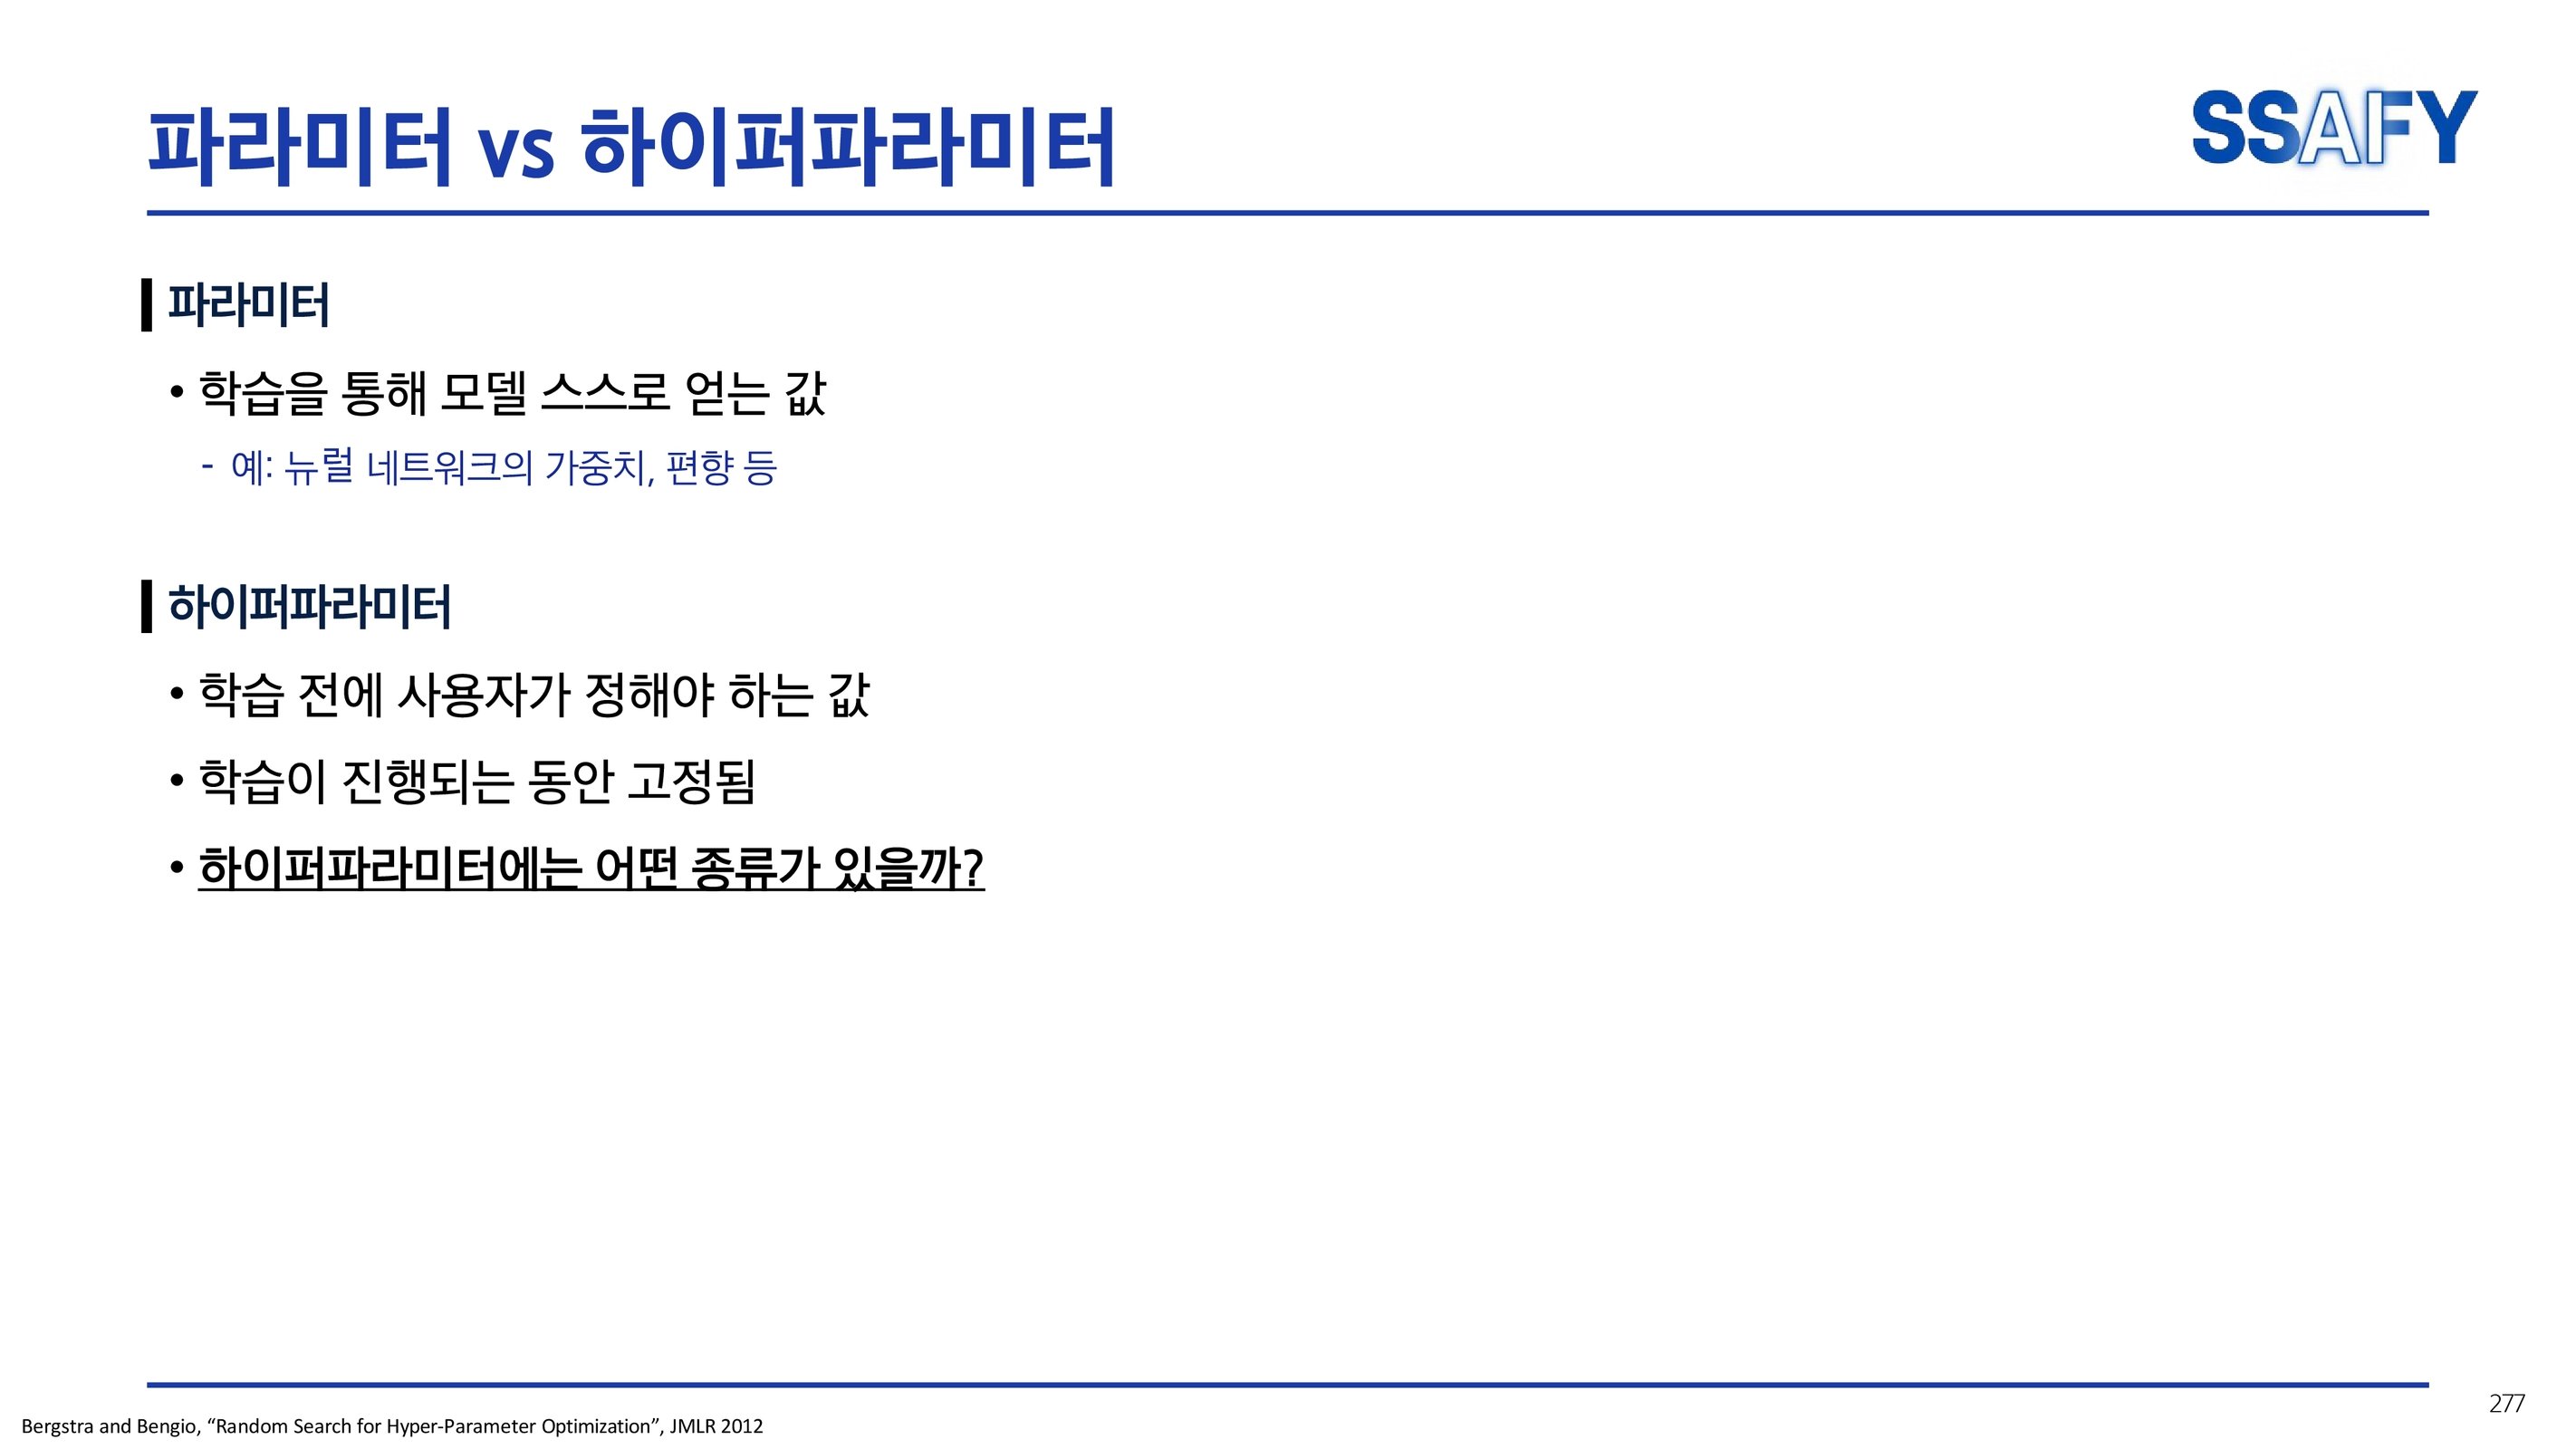 파라미터 vs 하이퍼파라미터
SSAFY
파라미터
• 학습을 통해 모델 스스로 얻는 값
- 예: 뉴럴 네트워크의 가중치, 편향 등
하이퍼파라미터
• 학습 전에 사용자가 정해야 하는 값
• 학습이 진행되는 동안 고정됨
• 하이퍼파라미터에는 어떤 종류가 있을까?
277
Bergstra and Bengio, “Random Search for Hyper-Parameter Optimization”, JMLR 2012